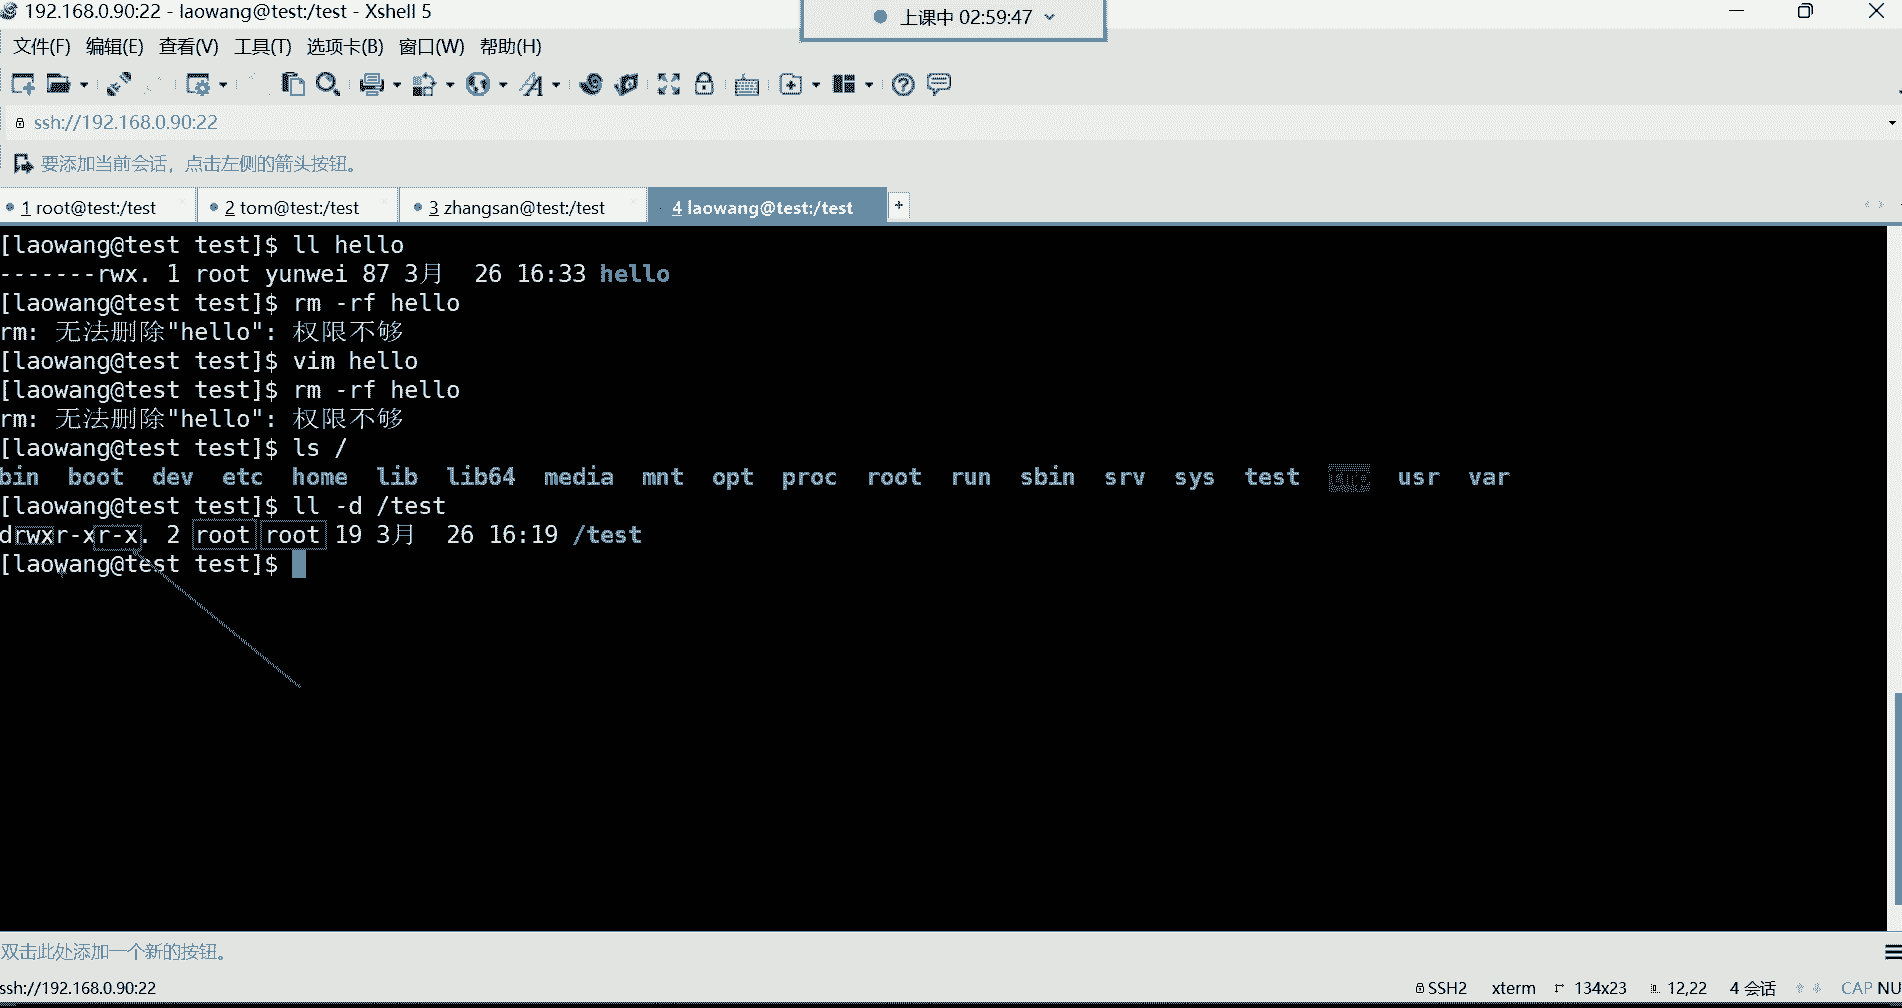 192.168.0.90:22 - laowang@test:/test - Xshell 5
上课中 02:59:47
文件(F) 编辑(E) 查看(V) 工具(T) 选项卡(B) 窗口(W) 帮助(H)
ssh://192.168.0.90:22
要添加当前会话，点击左侧的箭头按钮。
1 root@test:/test 2 tom@test:/test 3 zhangsan@test:/test 4 laowang@test:/test +
[laowang@test test]$ ll hello
-------rwx. 1 root yunwei 87 3月 26 16:33 hello
[laowang@test test]$ rm -rf hello
rm: 无法删除"hello": 权限不够
[laowang@test test]$ vim hello
[laowang@test test]$ rm -rf hello
rm: 无法删除"hello": 权限不够
[laowang@test test]$ ls /
bin boot dev etc home lib lib64 media mnt opt proc root run sbin srv sys test tmp usr var
[laowang@test test]$ ll -d /test
drwxr-xr-x. 2 root root 19 3月 26 16:19 /test
[laowang@test test]$
双击此处添加一个新的按钮。
ssh://192.168.0.90:22 SSH2 xterm 134x23 12,22 4 会话 CAP NU